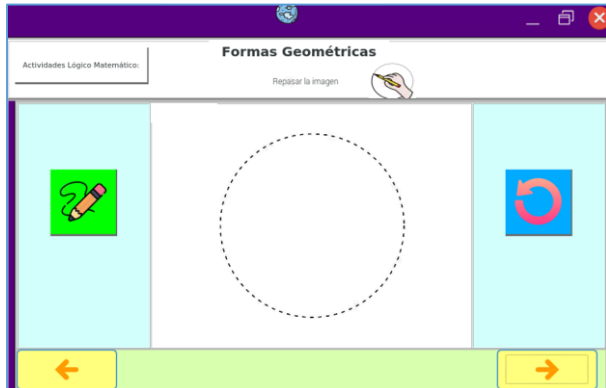 Formas Geométricas
Actividades Lógico Matemático:
Repasar la imagen